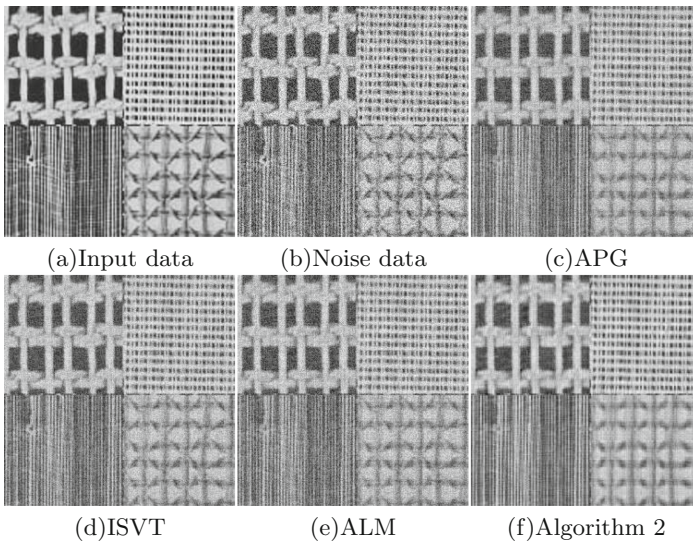 (a)Input data
(b)Noise data
(c)APG
(d)ISVT
(e)ALM
(f)Algorithm 2